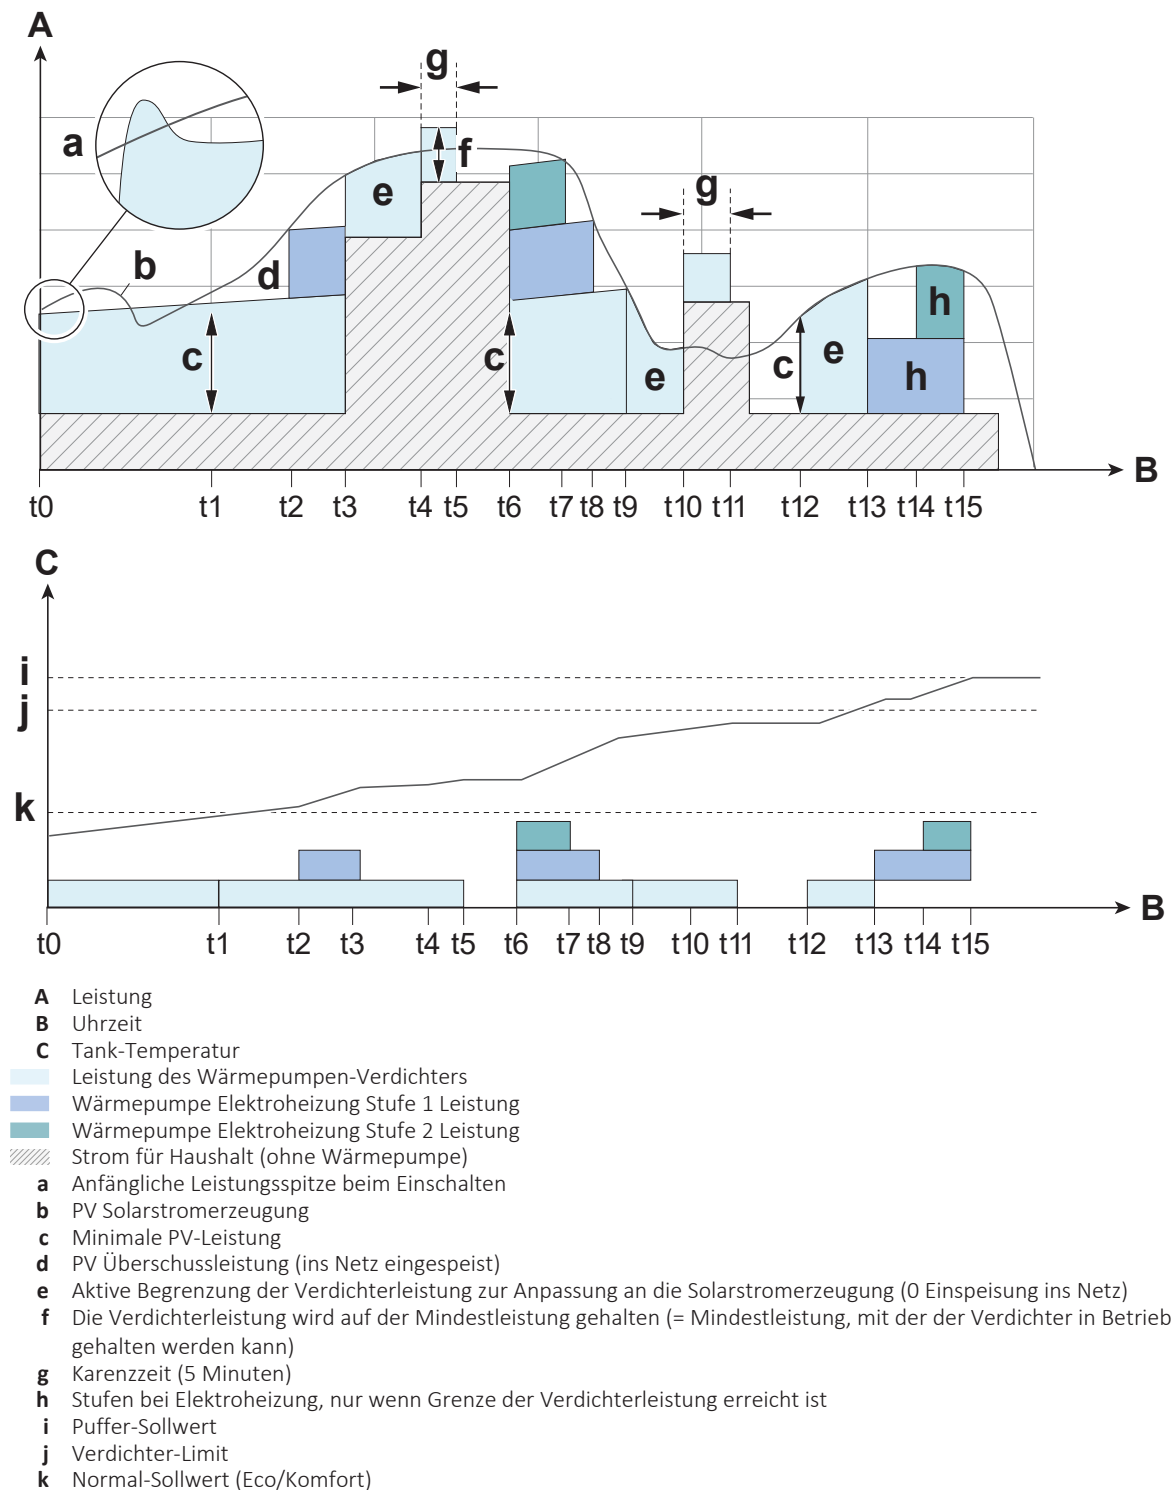 A
g
a
f
e
g
b
d
h
c
c
e
e
c
h
B
t0 t1 t2 t3 t4 t5 t6 t7 t8 t9 t10 t11 t12 t13 t14 t15
C
i
j
k
B
t0 t1 t2 t3 t4 t5 t6 t7 t8 t9 t10 t11 t12 t13 t14 t15
A Leistung
B Uhrzeit
C Tank-Temperatur
Leistung des Wärmepumpen-Verdichters
Wärmepumpe Elektroheizung Stufe 1 Leistung
Wärmepumpe Elektroheizung Stufe 2 Leistung
Strom für Haushalt (ohne Wärmepumpe)
a Anfängliche Leistungsspitze beim Einschalten
b PV Solarstromerzeugung
c Minimale PV-Leistung
d PV Überschussleistung (ins Netz eingespeist)
e Aktive Begrenzung der Verdichterleistung zur Anpassung an die Solarstromerzeugung (0 Einspeisung ins Netz)
f Die Verdichterleistung wird auf der Mindestleistung gehalten (= Mindestleistung, mit der der Verdichter in Betrieb
gehalten werden kann)
g Karenzzeit (5 Minuten)
h Stufen bei Elektroheizung, nur wenn Grenze der Verdichterleistung erreicht ist
i Puffer-Sollwert
j Verdichter-Limit
k Normal-Sollwert (Eco/Komfort)